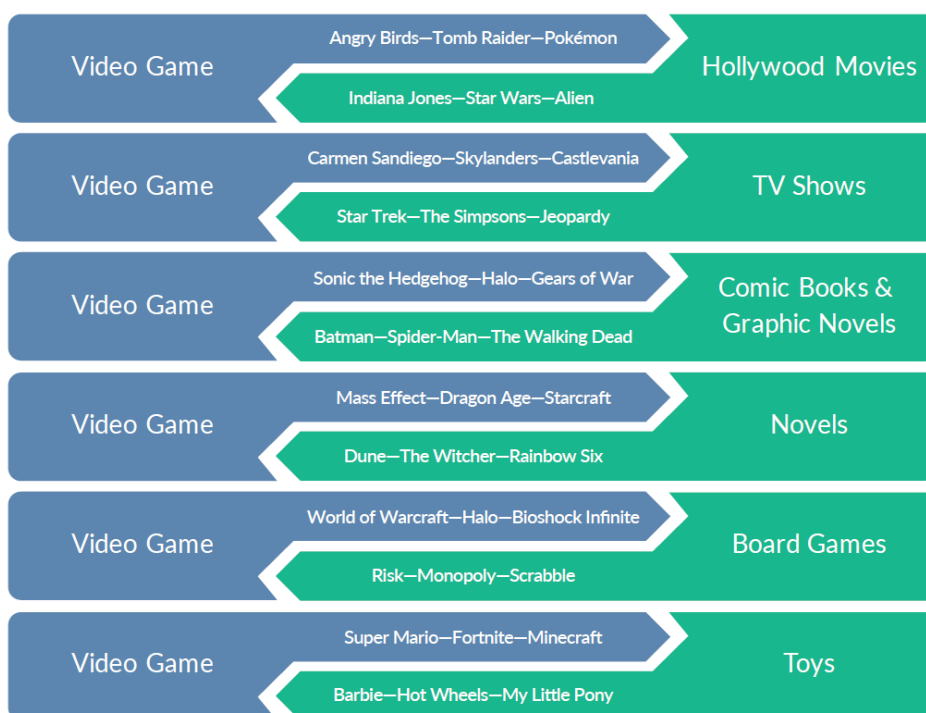 Video Game
Angry Birds—Tomb Raider—Pokémon
Indiana Jones—Star Wars—Alien
Hollywood Movies
Video Game
Carmen Sandiego—Skylanders—Castlevania
Star Trek—The Simpsons—Jeopardy
TV Shows
Video Game
Sonic the Hedgehog—Halo—Gears of War
Batman—Spider-Man—The Walking Dead
Comic Books &
Graphic Novels
Video Game
Mass Effect—Dragon Age—Starcraft
Dune—The Witcher—Rainbow Six
Novels
Video Game
World of Warcraft—Halo—Bioshock Infinite
Risk—Monopoly—Scrabble
Board Games
Video Game
Super Mario—Fortnite—Minecraft
Barbie—Hot Wheels—My Little Pony
Toys